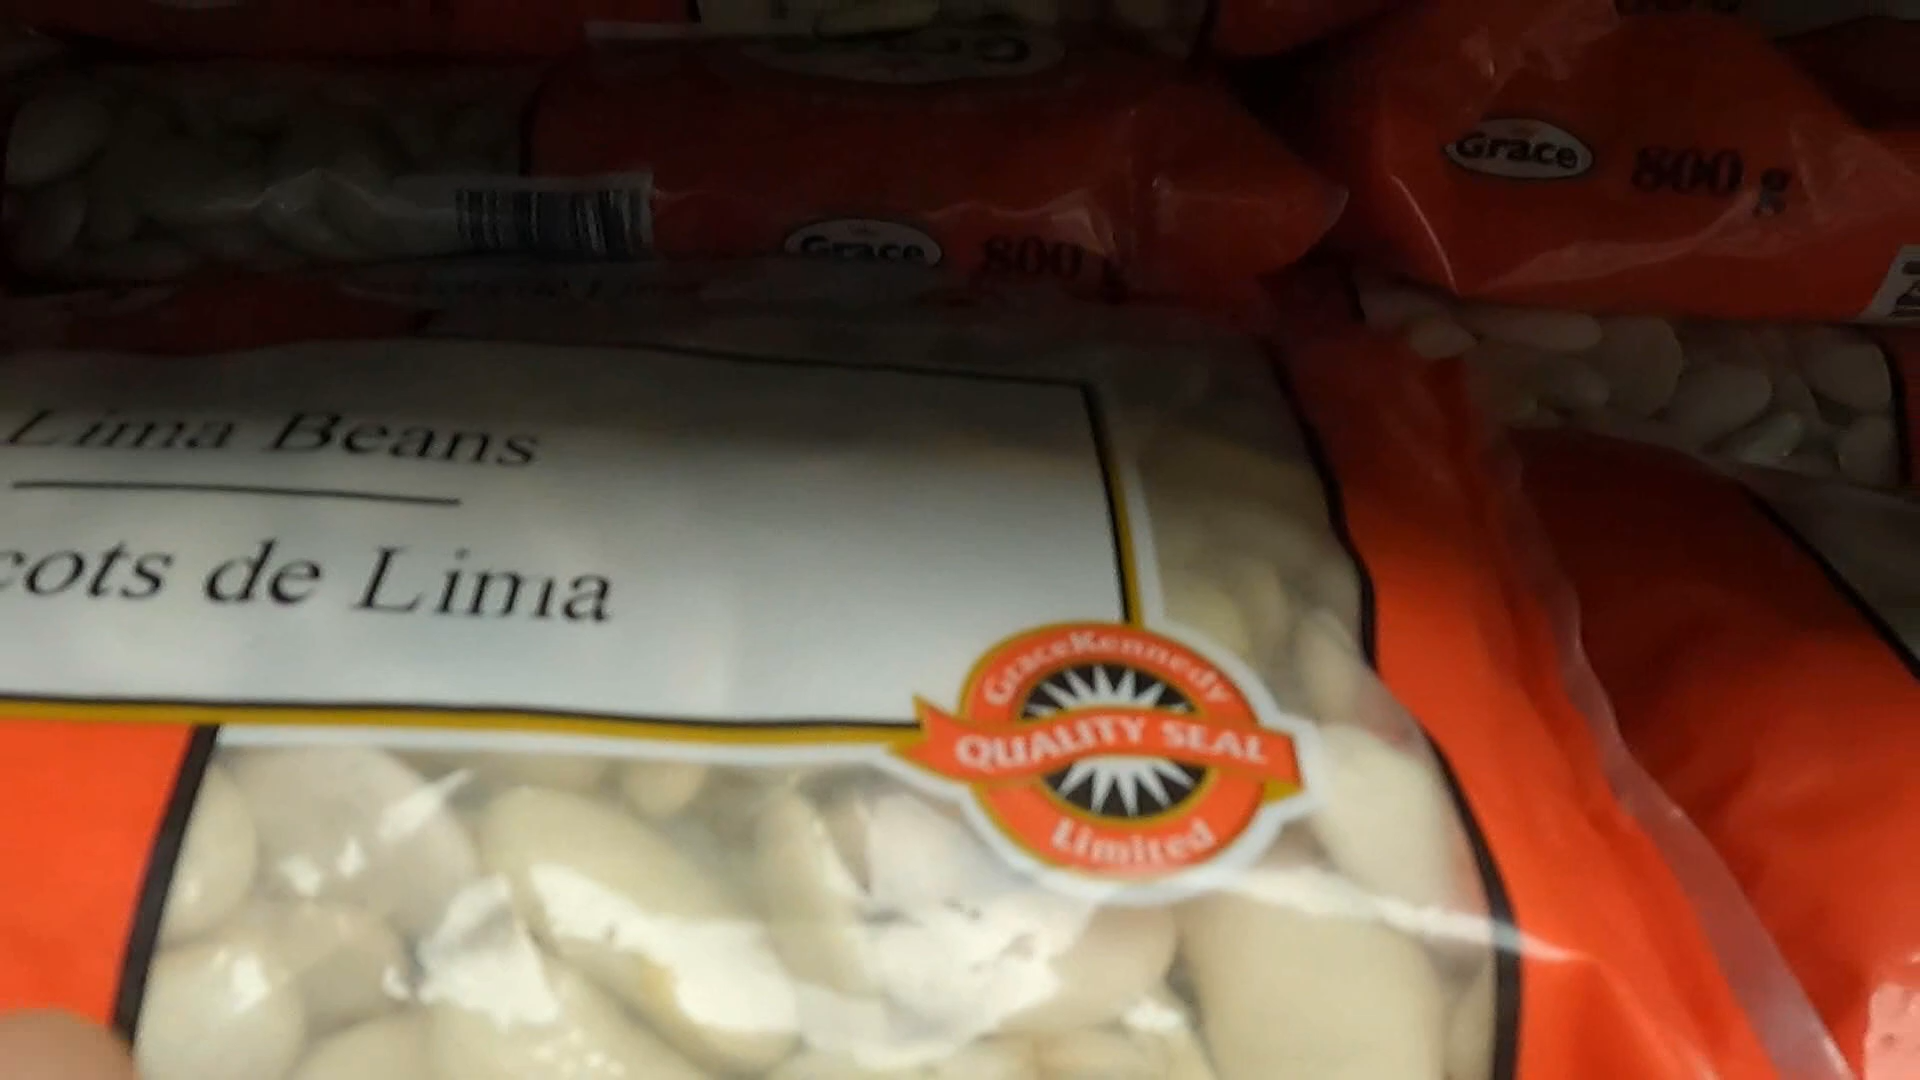 Grace 800 g
Grace 800 g
Lima Beans
cots de Lima
GraceKennedy
QUALITY SEAL
Limited